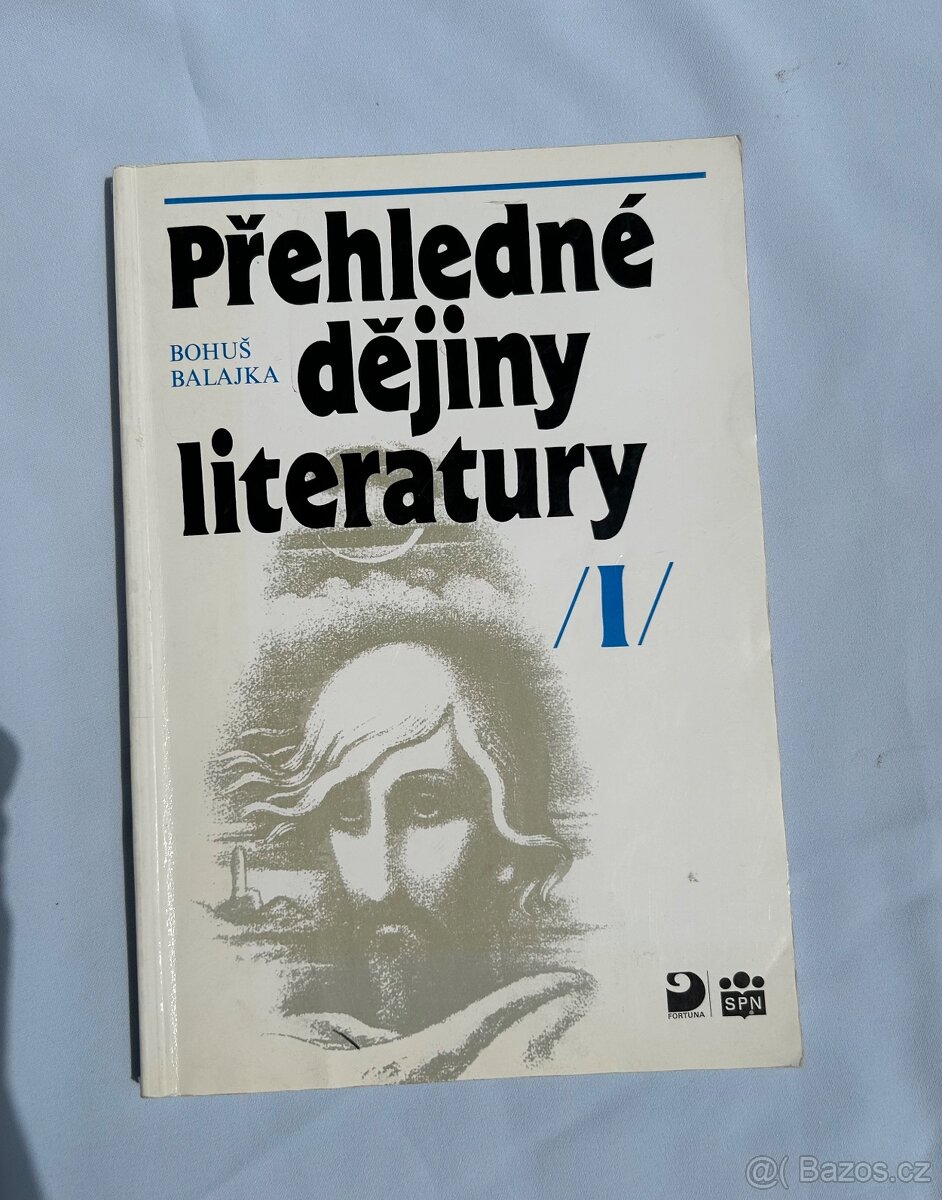 Přehledné
BOHUŠ
BALAJKA
dějiny
literatury
/I/
FORTUNA
SPN
@( Bazos.cz